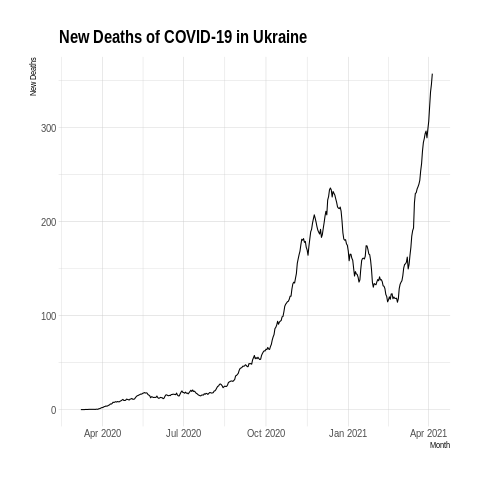 New Deaths of COVID-19 in Ukraine
New Deaths
300
200
100
0
Apr 2020
Jul 2020
Oct 2020
Jan 2021
Apr 2021
Month